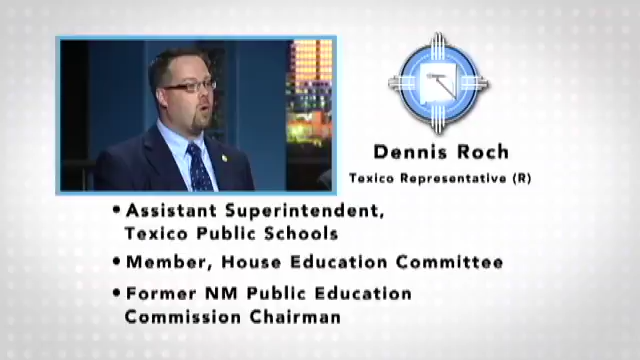 Dennis Roch
Texico Representative (R)
• Assistant Superintendent,
Texico Public Schools
• Member, House Education Committee
• Former NM Public Education
Commission Chairman